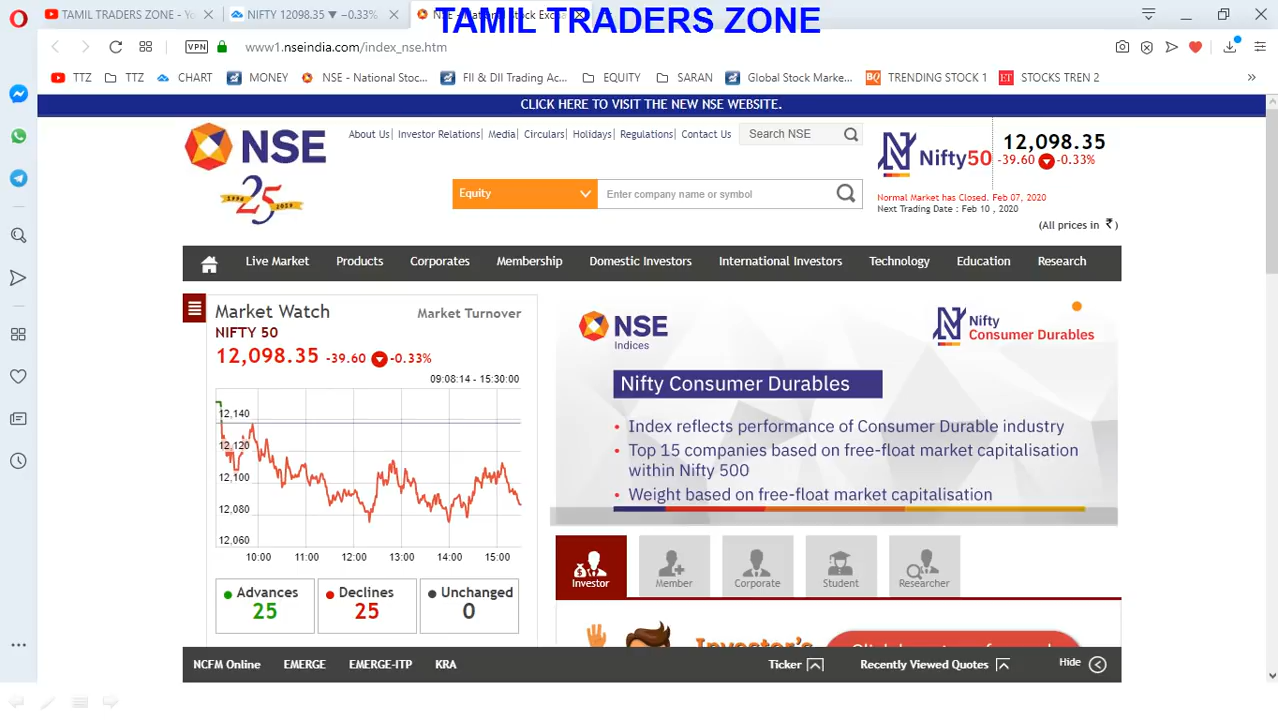 TAMIL TRADERS ZONE - Yo
NIFTY 12098.35 ▼ −0.33%
TAMIL TRADERS ZONE
VPN
www1.nseindia.com/index_nse.htm
TTZ
TTZ
CHART
MONEY
NSE - National Stoc...
FII & DII Trading Ac...
EQUITY
SARAN
Global Stock Marke...
BQ TRENDING STOCK 1
ET STOCKS TREN 2
»
CLICK HERE TO VISIT THE NEW NSE WEBSITE.
NSE
1994 25 2019
About Us| Investor Relations| Media| Circulars| Holidays| Regulations| Contact Us
Search NSE
Equity
Enter company name or symbol
Nifty50
12,098.35
-39.60 -0.33%
Normal Market has Closed. Feb 07, 2020
Next Trading Date : Feb 10 , 2020
(All prices in ₹)
Live Market Products Corporates Membership Domestic Investors International Investors Technology Education Research
Market Watch
Market Turnover
NIFTY 50
12,098.35 -39.60 -0.33%
09:08:14 - 15:30:00
12,140
12,120
12,100
12,080
12,060
10:00 11:00 12:00 13:00 14:00 15:00
Advances
25
Declines
25
Unchanged
0
NSE
Indices
Nifty
Consumer Durables
Nifty Consumer Durables
• Index reflects performance of Consumer Durable industry
• Top 15 companies based on free-float market capitalisation
within Nifty 500
• Weight based on free-float market capitalisation
Investor
Member
Corporate
Student
Researcher
Investor's
NCFM Online EMERGE EMERGE-ITP KRA
Ticker
Recently Viewed Quotes
Hide